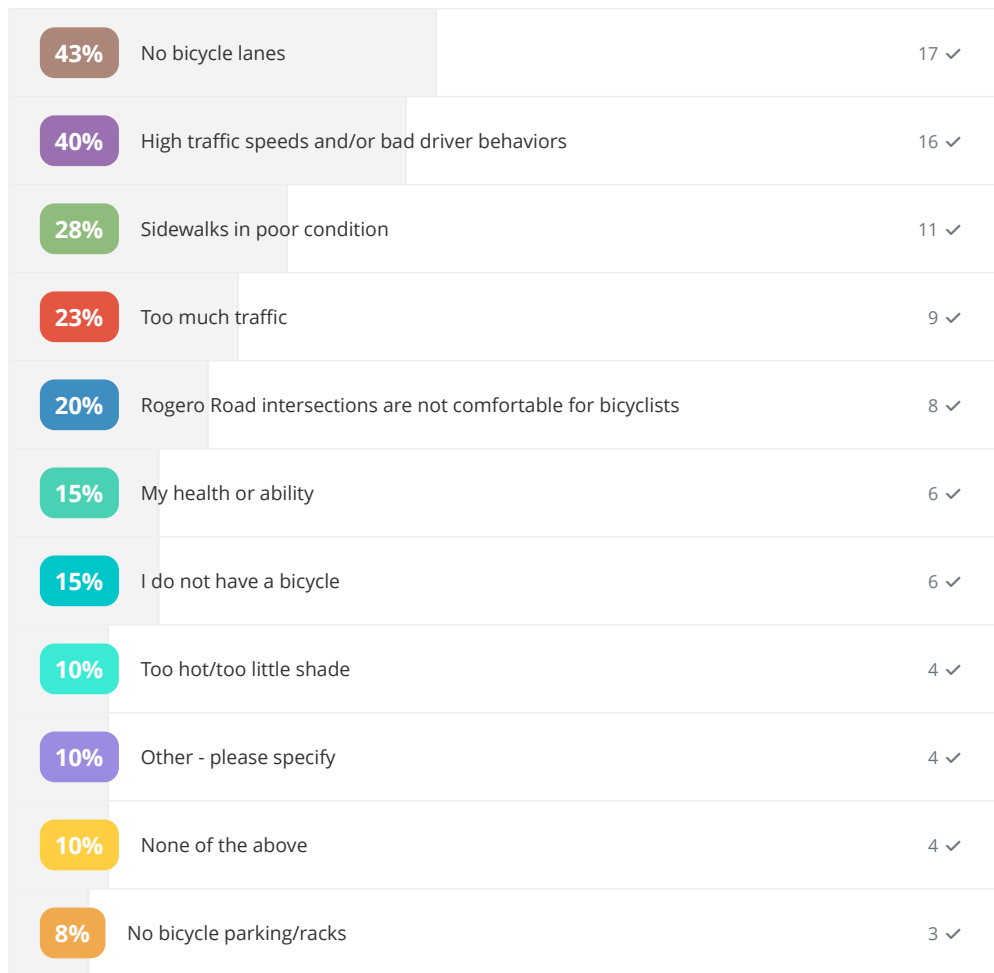 43% No bicycle lanes 17 ✓
40% High traffic speeds and/or bad driver behaviors 16 ✓
28% Sidewalks in poor condition 11 ✓
23% Too much traffic 9 ✓
20% Rogero Road intersections are not comfortable for bicyclists 8 ✓
15% My health or ability 6 ✓
15% I do not have a bicycle 6 ✓
10% Too hot/too little shade 4 ✓
10% Other - please specify 4 ✓
10% None of the above 4 ✓
8% No bicycle parking/racks 3 ✓